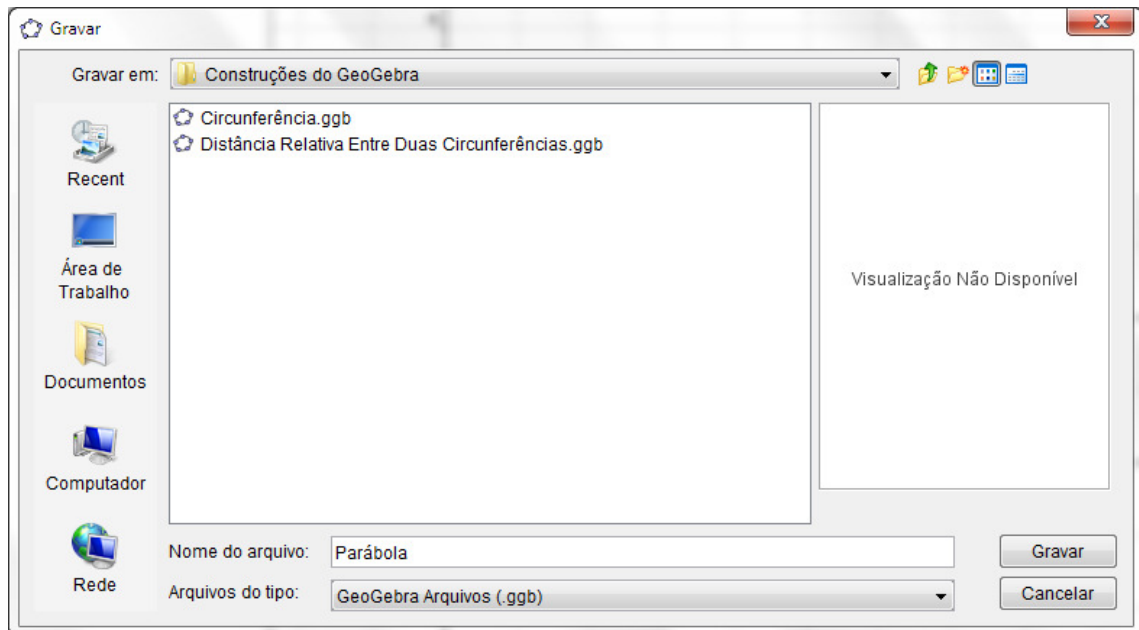 Gravar
Gravar em: Construções do GeoGebra
Circunferência.ggb
Distância Relativa Entre Duas Circunferências.ggb
Recent
Área de
Trabalho
Documentos
Computador
Rede
Visualização Não Disponível
Nome do arquivo: Parábola
Gravar
Arquivos do tipo: GeoGebra Arquivos (.ggb)
Cancelar